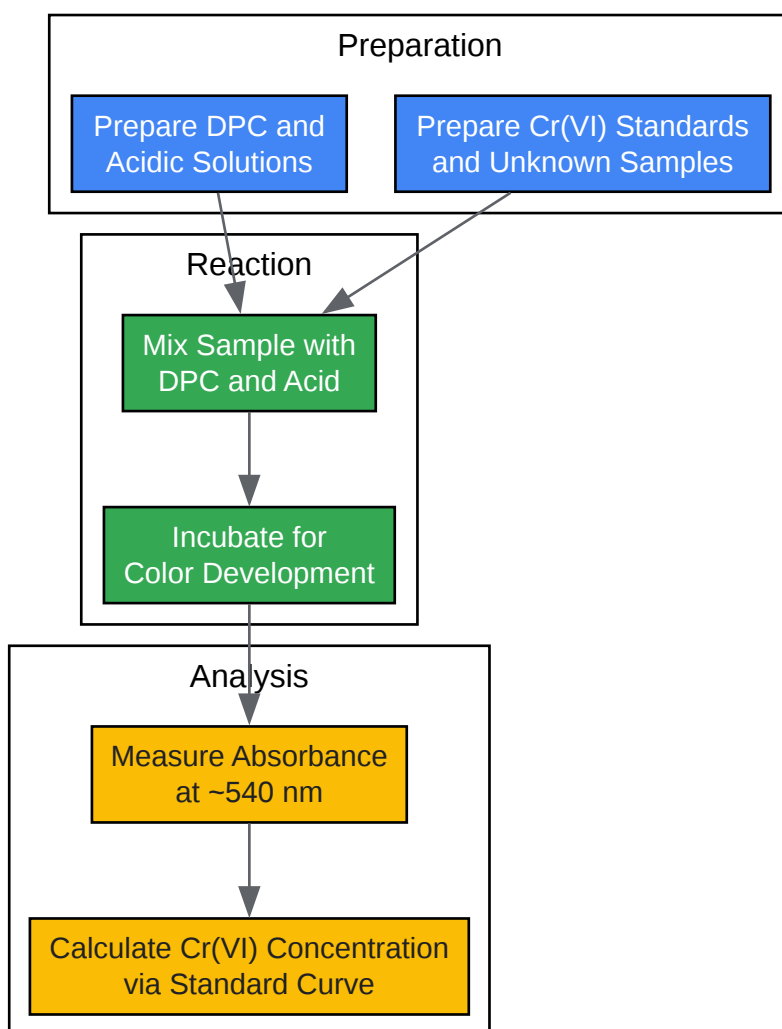 Preparation
Prepare DPC and
Acidic Solutions
Prepare Cr(VI) Standards
and Unknown Samples
Reaction
Mix Sample with
DPC and Acid
Incubate for
Color Development
Analysis
Measure Absorbance
at ~540 nm
Calculate Cr(VI) Concentration
via Standard Curve